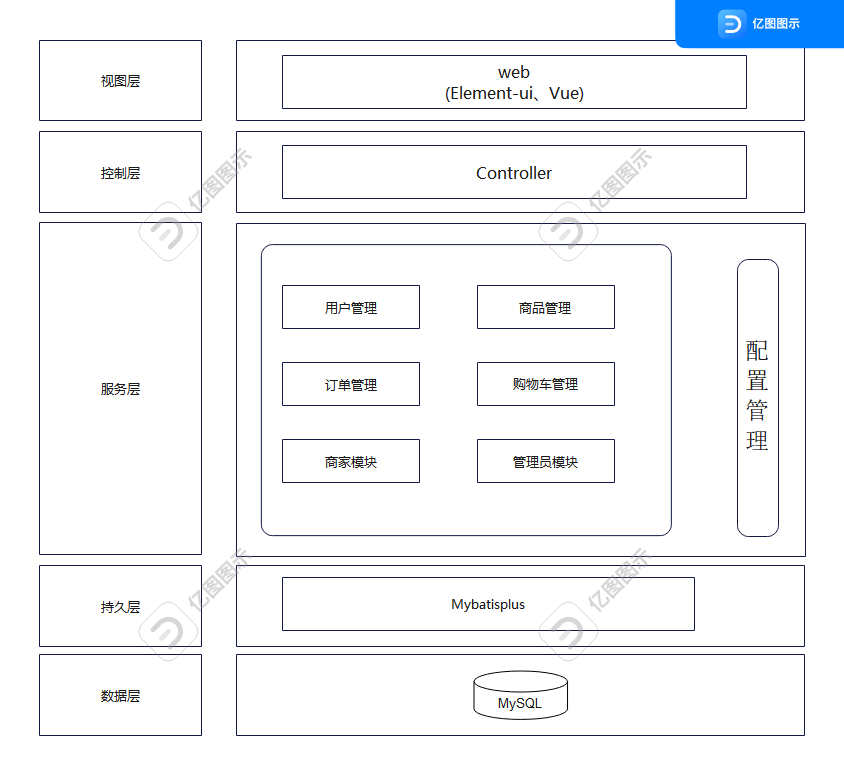 亿图图示
视图层
web
(Element-ui、Vue)
控制层
Controller
亿图图示
亿图图示
服务层
用户管理
商品管理
订单管理
购物车管理
商家模块
管理员模块
配
置
管
理
亿图图示
亿图图示
持久层
Mybatisplus
数据层
MySQL